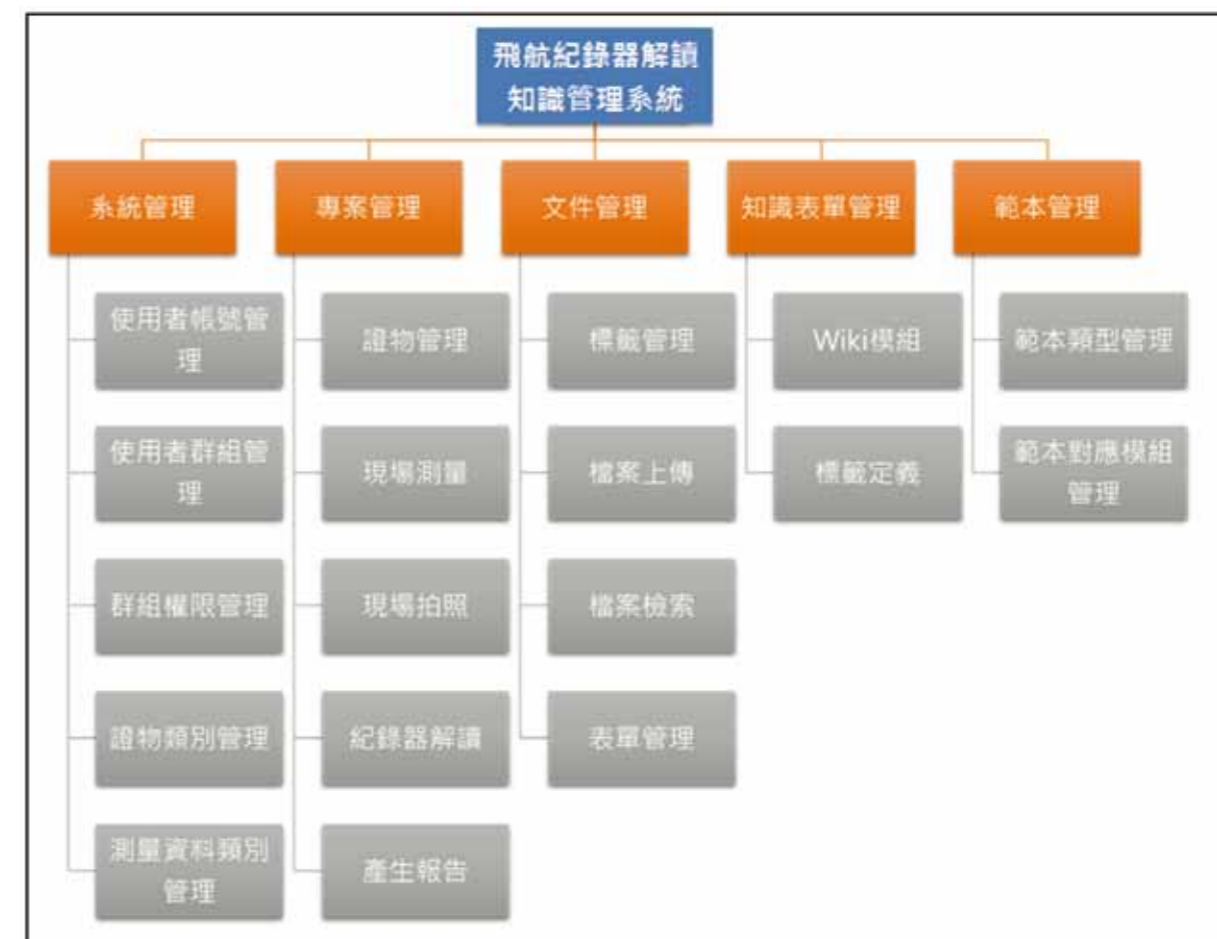 飛航紀錄器解讀
知識管理系統
系統管理
專案管理
文件管理
知識表單管理
範本管理
使用者帳號管
理
證物管理
標籤管理
Wiki模組
範本類型管理
使用者群組管
理
現場測量
檔案上傳
標籤定義
範本對應模組
管理
群組權限管理
現場拍照
檔案檢索
證物類別管理
紀錄器解讀
表單管理
測量資料類別
管理
產生報告